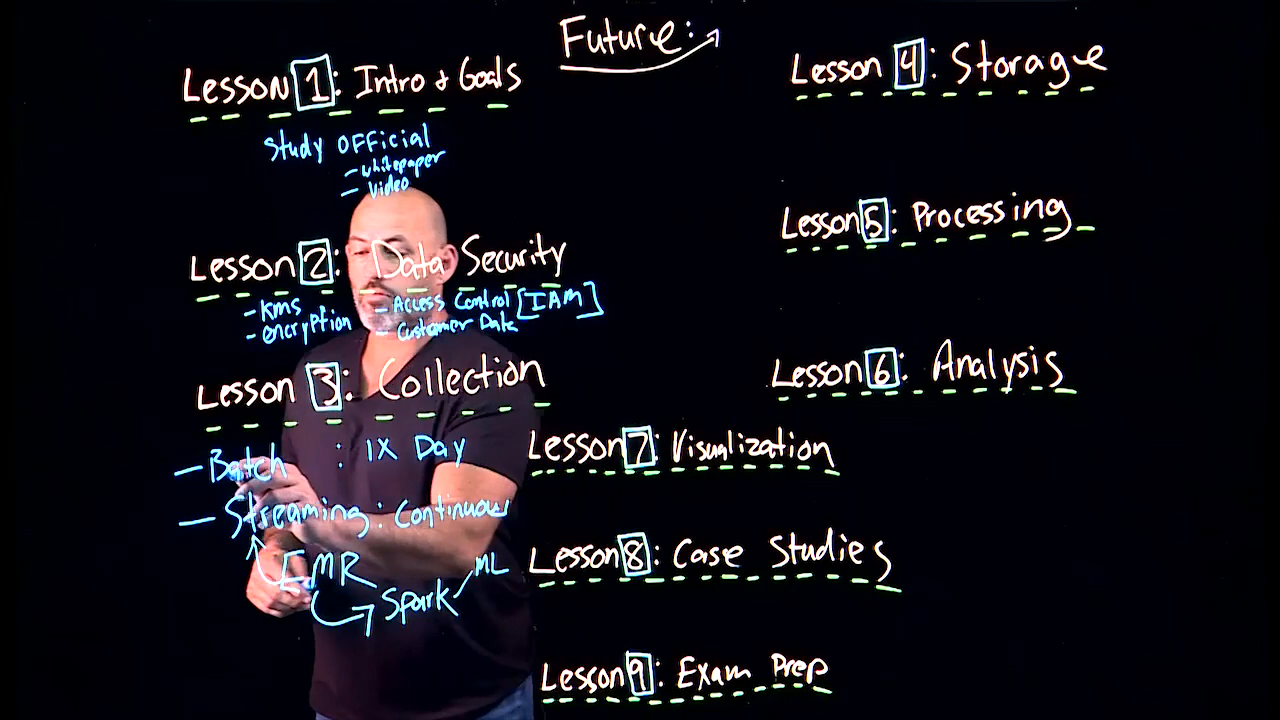 Future:
Lesson 1: Intro & Goals
Study Official
- whitepaper
- Video
Lesson 2: Data Security
- KMS
- encryption
- Access Control [IAM]
- Customer Data
Lesson 3: Collection
- Batch : 1X Day
- Streaming: Continuous
EMR
Spark
ML
Lesson 4: Storage
Lesson 5: Processing
Lesson 6: Analysis
Lesson 7: Visualization
Lesson 8: Case Studies
Lesson 9: Exam Prep